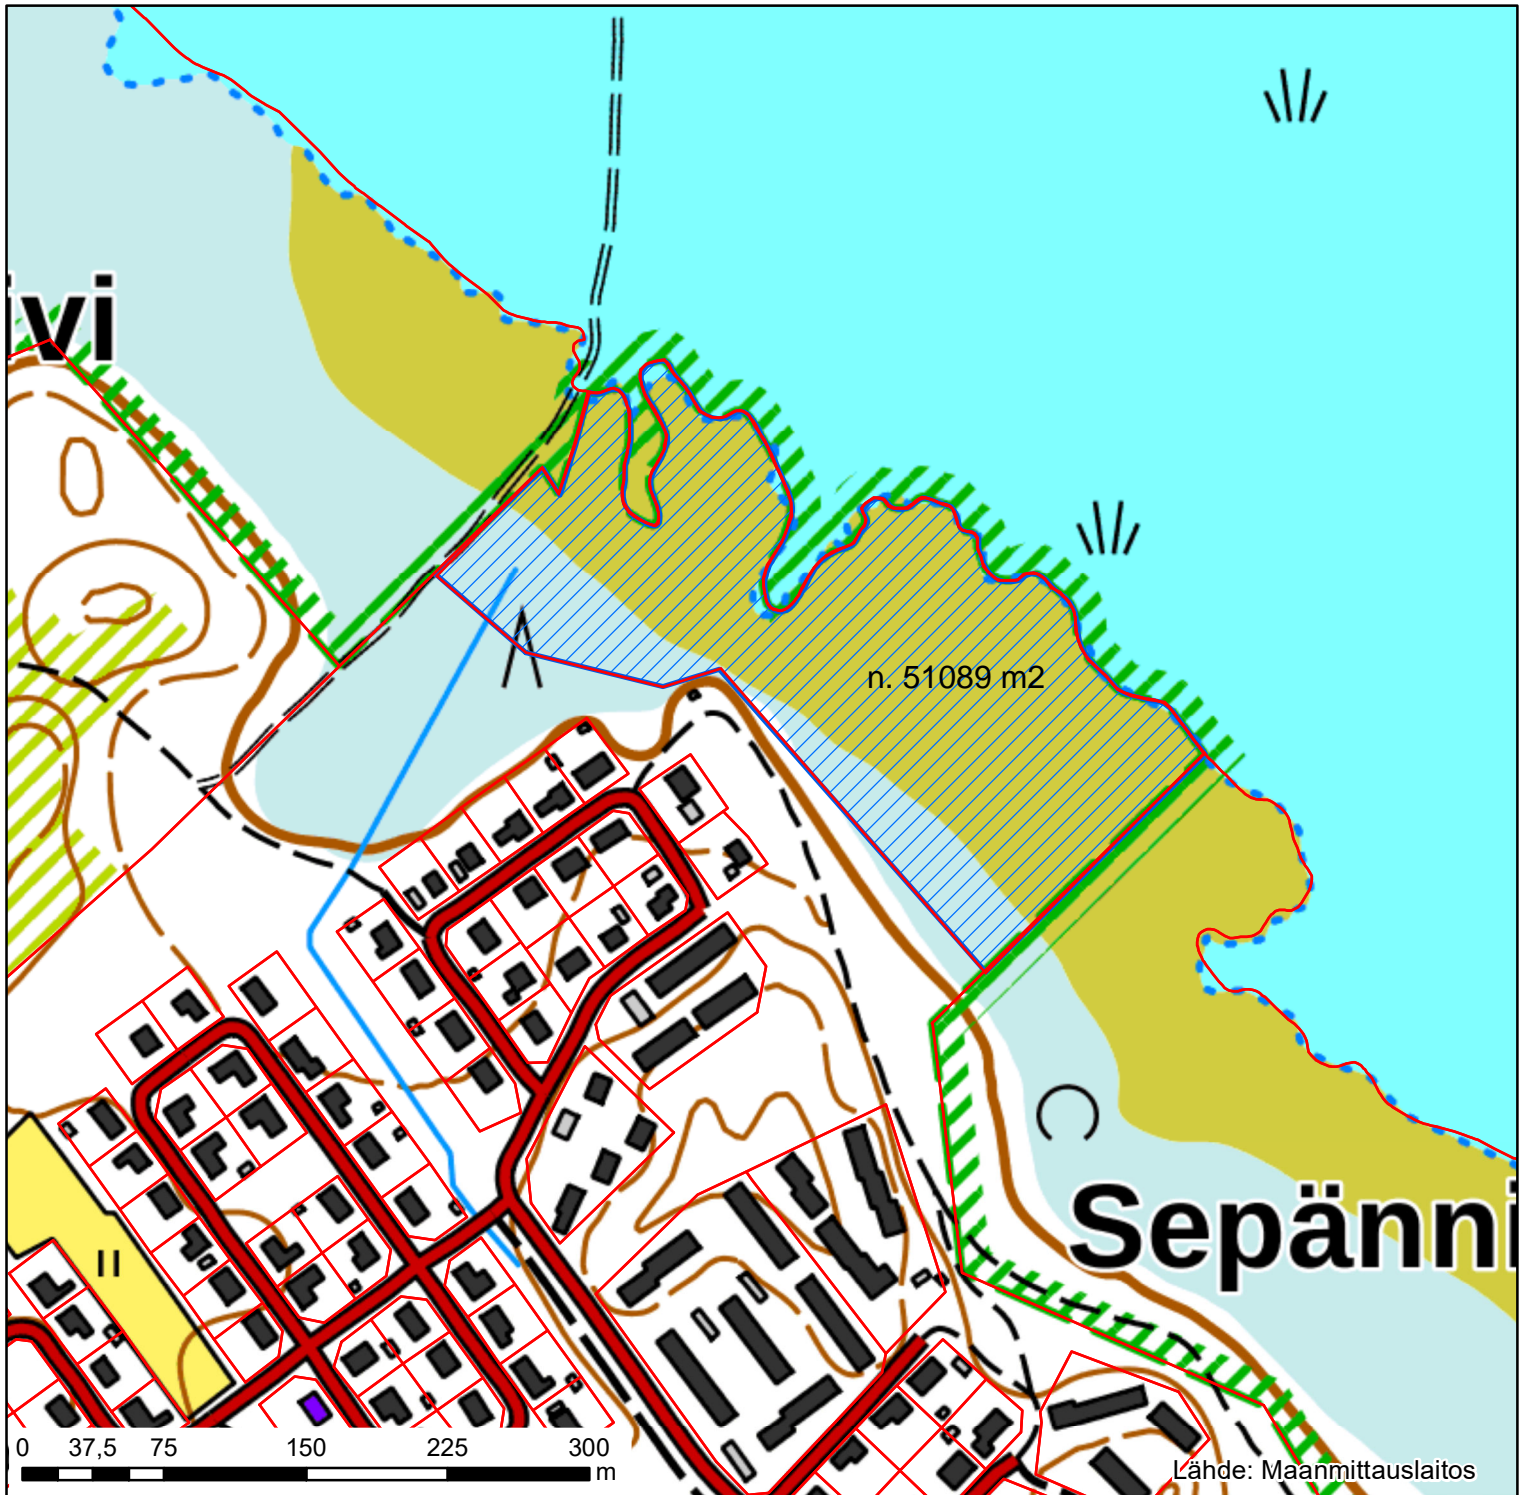 ivi
n. 51089 m2
Sepänni
II
0 37,5 75 150 225 300
m
Lähde: Maanmittauslaitos